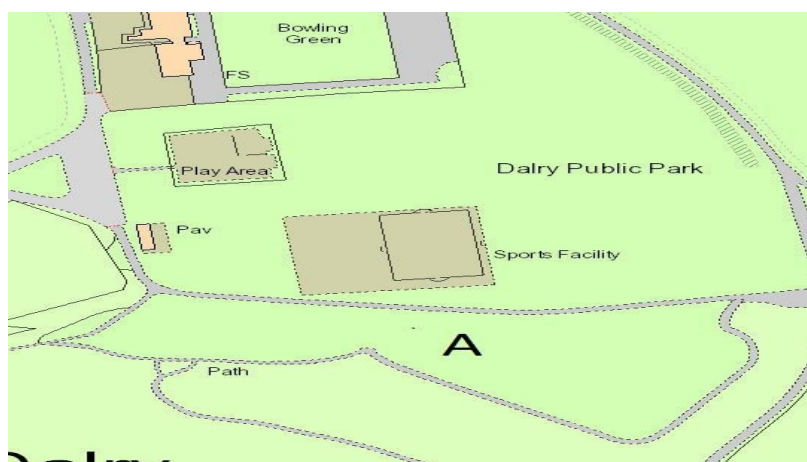 Bowling
Green
FS
Play Area
Dalry Public Park
Pav
Sports Facility
A
Path
Dalry